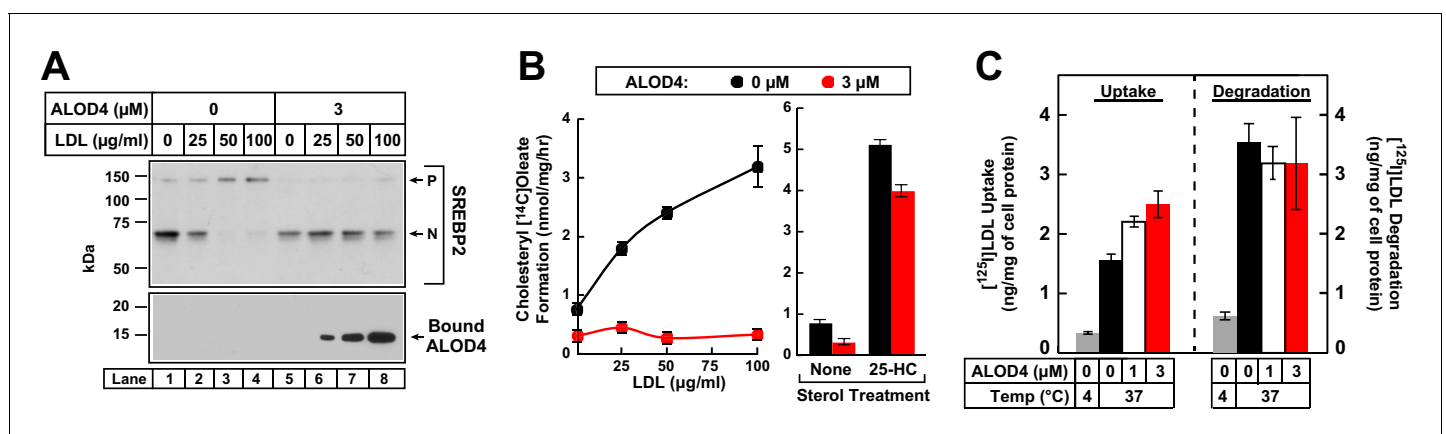 A
ALOD4 (µM) 0 3
LDL (µg/ml) 0 25 50 100 0 25 50 100
150
100
75
50
kDa
P
N
SREBP2
20
15
Bound
ALOD4
Lane 1 2 3 4 5 6 7 8
B
ALOD4: 0 µM 3 µM
Cholesteryl [¹⁴C]Oleate
Formation (nmol/mg/hr)
4
3
2
1
0
0 25 50 75 100
LDL (µg/ml)
6
5
4
3
2
1
0
None 25-HC
Sterol Treatment
C
Uptake Degradation
[¹²⁵I]LDL Uptake
(ng/mg of cell protein)
4
3
2
1
0
4
3
2
1
0
[¹²⁵I]LDL Degradation
(ng/mg of cell protein)
ALOD4 (µM) 0 0 1 3 0 0 1 3
Temp (°C) 4 37 4 37